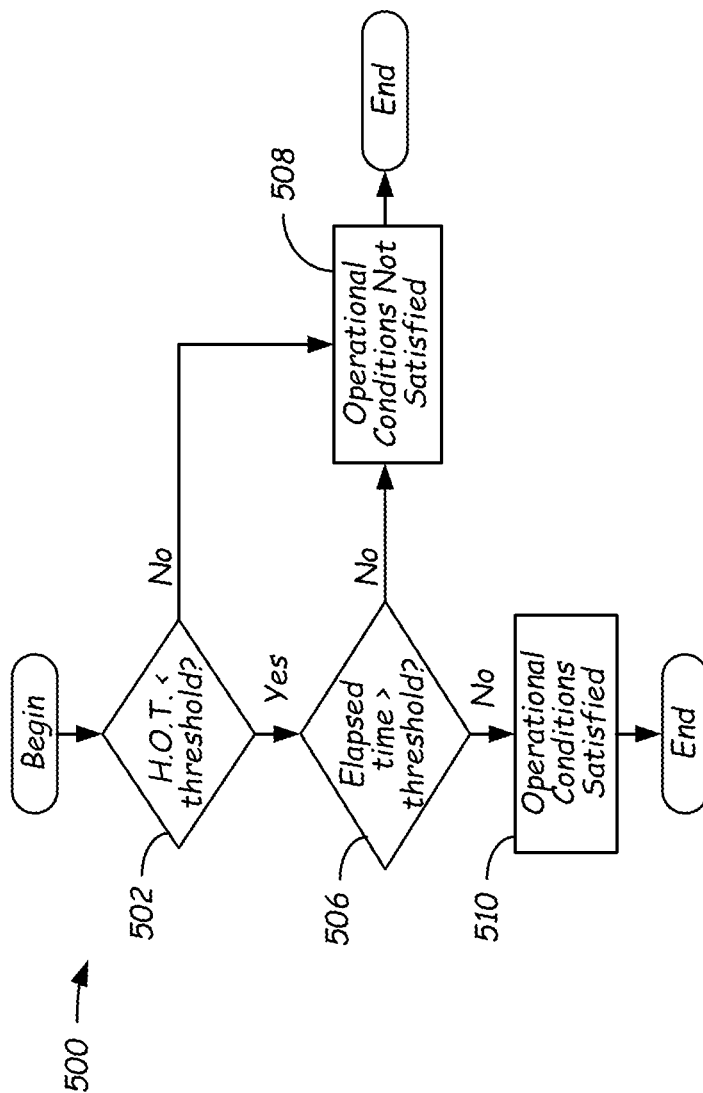 500
Begin
502
H.O.T. <
threshold?
No
Yes
506
Elapsed
time >
threshold?
No
No
508
Operational
Conditions Not
Satisfied
End
510
Operational
Conditions
Satisfied
End